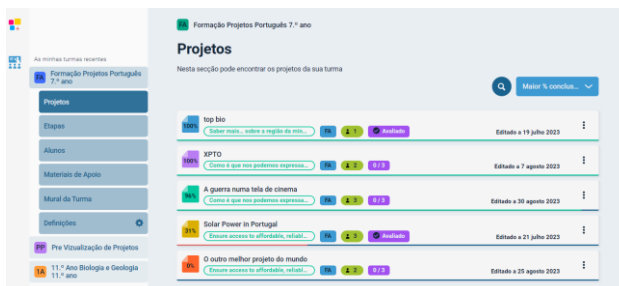 FA Formação Projetos Português 7.º ano
Projetos
Nesta secção pode encontrar os projetos da sua turma
Maior % conclus...
As minhas turmas recentes
FA Formação Projetos Português
7.º ano
Projetos
Etapas
Alunos
Materiais de Apoio
Mural da Turma
Definições
PP Pre Vizualização de Projetos
1A 11.º Ano Biologia e Geologia
11.º ano
100% top bio
Saber mais... sobre a região da min... FA 1 Avaliado Editado a 19 julho 2023
100% XPTO
Como é que nos podemos expressa... FA 2 0 / 3 Editado a 7 agosto 2023
96% A guerra numa tela de cinema
Como é que nos podemos expressa... FA 3 0 / 3 Editado a 30 agosto 2023
31% Solar Power in Portugal
Ensure access to affordable, reliabl... FA 3 Avaliado Editado a 21 julho 2023
0% O outro melhor projeto do mundo
Ensure access to affordable, reliabl... FA 2 0 / 3 Editado a 25 agosto 2023